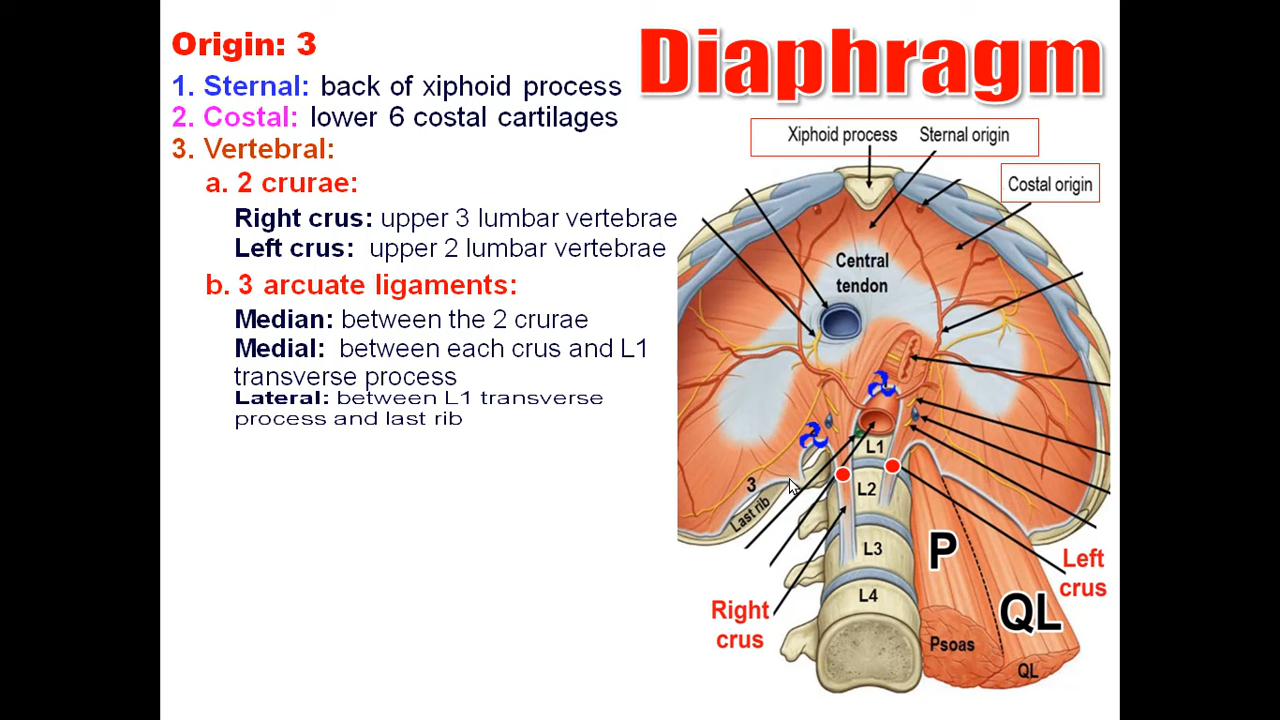 Diaphragm
Origin: 3
1. Sternal: back of xiphoid process
2. Costal: lower 6 costal cartilages
3. Vertebral:
a. 2 crurae:
Right crus: upper 3 lumbar vertebrae
Left crus: upper 2 lumbar vertebrae
b. 3 arcuate ligaments:
Median: between the 2 crurae
Medial: between each crus and L1
transverse process
Lateral: between L1 transverse
process and last rib
Xiphoid process
Sternal origin
Costal origin
Central
tendon
L1
L2
L3
L4
3
Last rib
P
QL
Psoas
QL
Left
crus
Right
crus